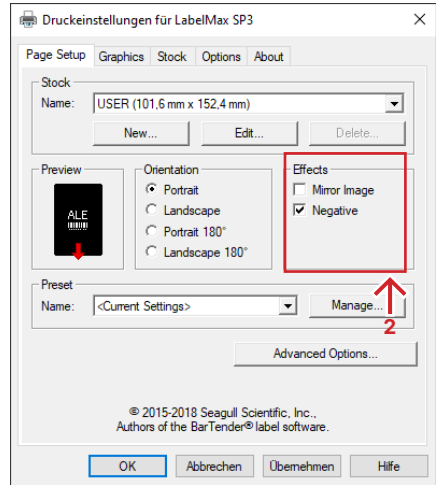 Druckeinstellungen für LabelMax SP3
Page Setup Graphics Stock Options About
Stock
Name: USER (101,6 mm x 152,4 mm)
New... Edit... Delete...
Preview
ALE
Orientation
Portrait
Landscape
Portrait 180°
Landscape 180°
Effects
Mirror Image
Negative
Preset
Name: <Current Settings> Manage...
2
Advanced Options...
© 2015-2018 Seagull Scientific, Inc.,
Authors of the BarTender® label software.
OK Abbrechen Übernehmen Hilfe